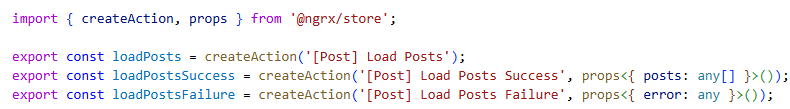 import { createAction, props } from '@ngrx/store';

export const loadPosts = createAction('[Post] Load Posts');
export const loadPostsSuccess = createAction('[Post] Load Posts Success', props<{ posts: any[] }>());
export const loadPostsFailure = createAction('[Post] Load Posts Failure', props<{ error: any }>());